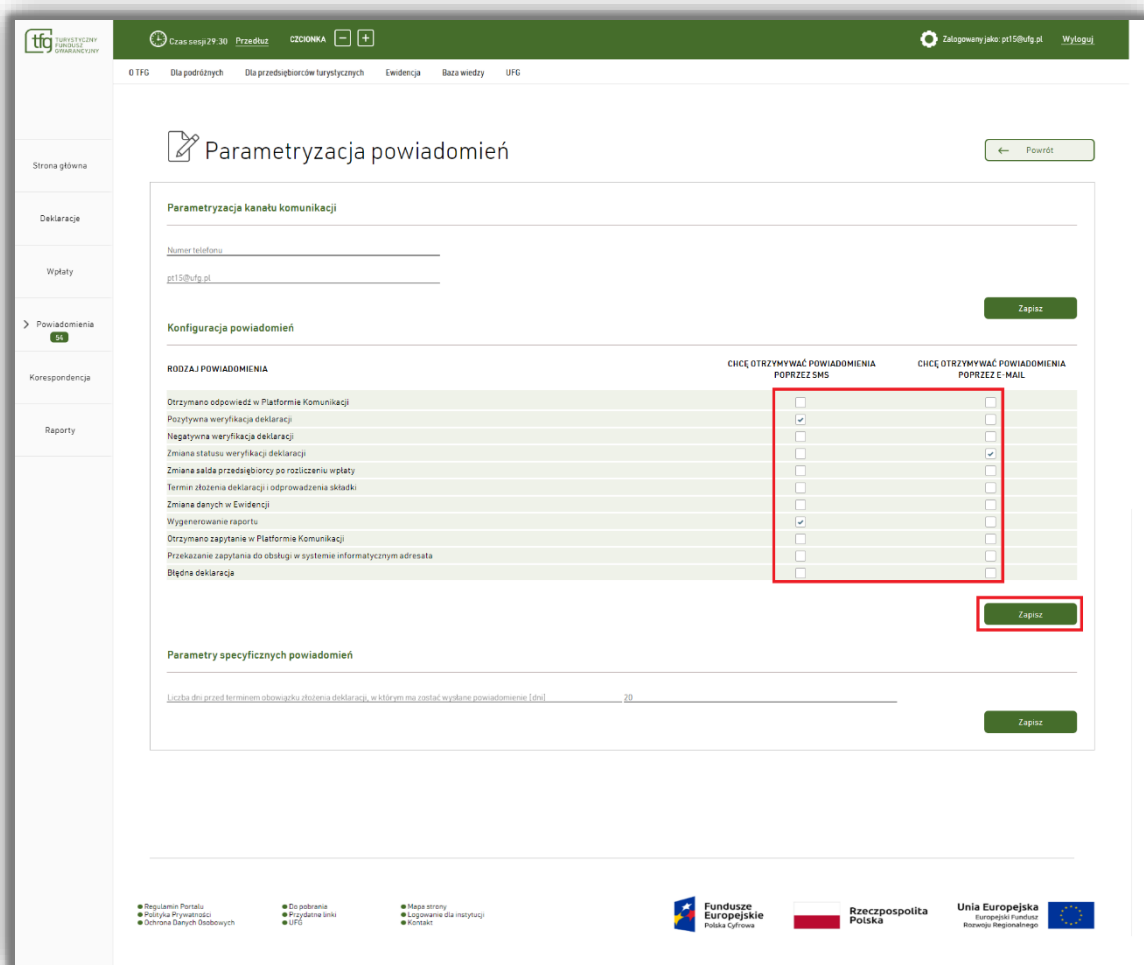 tfg TURYSTYCZNY
FUNDUSZ
GWARANCYJNY
Czas sesji 29:30 Przedłuż CZCIONKA − +
Zalogowany jako: pt15@ufg.pl Wyloguj
O TFG Dla podróżnych Dla przedsiębiorców turystycznych Ewidencja Baza wiedzy UFG
Strona główna
Deklaracje
Wpłaty
Powiadomienia
54
Korespondencja
Raporty
Parametryzacja powiadomień
← Powrót
Parametryzacja kanału komunikacji
Numer telefonu
pt15@ufg.pl
Zapisz
Konfiguracja powiadomień
RODZAJ POWIADOMIENIA
CHCĘ OTRZYMYWAĆ POWIADOMIENIA
POPRZEZ SMS
CHCĘ OTRZYMYWAĆ POWIADOMIENIA
POPRZEZ E-MAIL
Otrzymano odpowiedź w Platformie Komunikacji
Pozytywna weryfikacja deklaracji
Negatywna weryfikacja deklaracji
Zmiana statusu weryfikacji deklaracji
Zmiana salda przedsiębiorcy po rozliczeniu wpłaty
Termin złożenia deklaracji i odprowadzenia składki
Zmiana danych w Ewidencji
Wygenerowanie raportu
Otrzymano zapytanie w Platformie Komunikacji
Przekazanie zapytania do obsługi w systemie informatycznym adresata
Błędna deklaracja
Zapisz
Parametry specyficznych powiadomień
Liczba dni przed terminem obowiązku złożenia deklaracji, w którym ma zostać wysłane powiadomienie [dni] 20
Zapisz
Regulamin Portalu
Polityka Prywatności
Ochrona Danych Osobowych
Do pobrania
Przydatne linki
UFG
Mapa strony
Logowanie dla instytucji
Kontakt
Fundusze
Europejskie
Polska Cyfrowa
Rzeczpospolita
Polska
Unia Europejska
Europejski Fundusz
Rozwoju Regionalnego